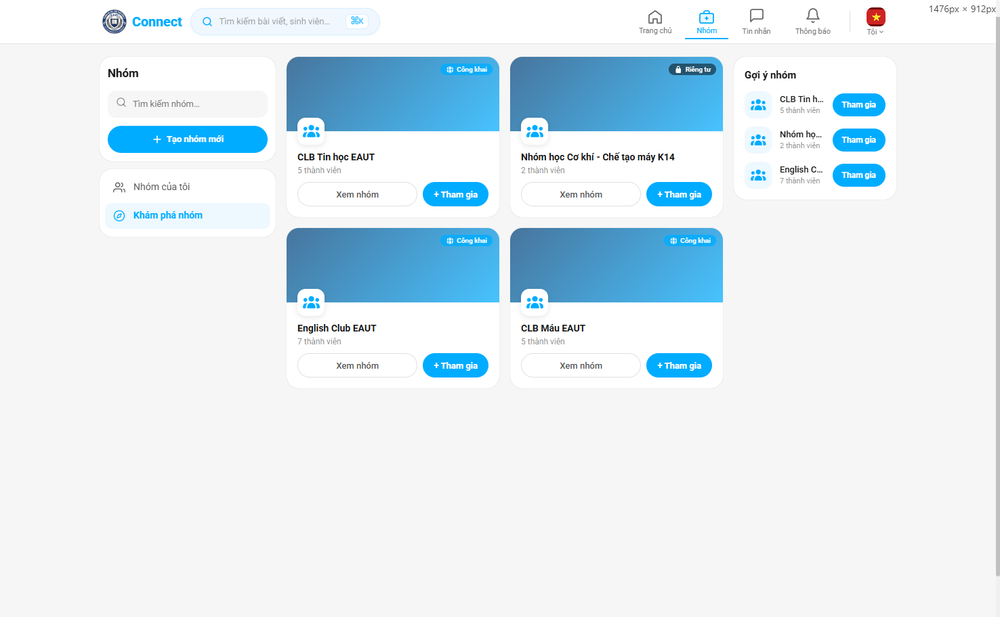 Connect
Tìm kiếm bài viết, sinh viên...
⌘K
Trang chủ
Nhóm
Tin nhắn
Thông báo
Tôi
1476px × 912px
Nhóm
Tìm kiếm nhóm...
+ Tạo nhóm mới
Nhóm của tôi
Khám phá nhóm
Công khai
CLB Tin học EAUT
5 thành viên
Xem nhóm
+ Tham gia
Riêng tư
Nhóm học Cơ khí - Chế tạo máy K14
2 thành viên
Xem nhóm
+ Tham gia
Công khai
English Club EAUT
7 thành viên
Xem nhóm
+ Tham gia
Công khai
CLB Máu EAUT
5 thành viên
Xem nhóm
+ Tham gia
Gợi ý nhóm
CLB Tin h...
5 thành viên
Tham gia
Nhóm họ...
2 thành viên
Tham gia
English C...
7 thành viên
Tham gia